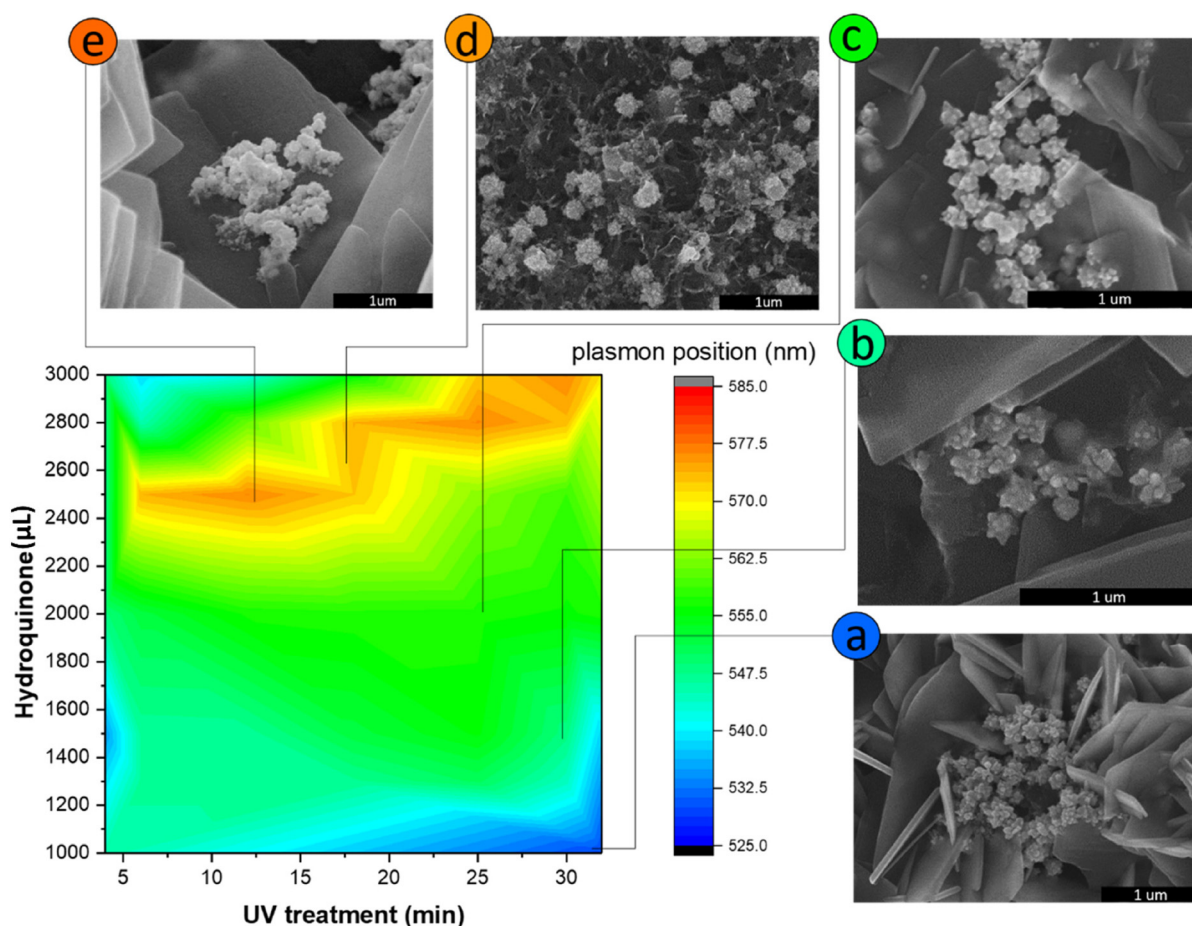 e
d
c
1um
1um
1 um
plasmon position (nm)
b
3000
2800
2600
2400
2200
2000
1800
1600
1400
1200
1000
Hydroquinone(µL)
585.0
577.5
570.0
562.5
555.0
547.5
540.0
532.5
525.0
1 um
a
1 um
5
10
15
20
25
30
UV treatment (min)